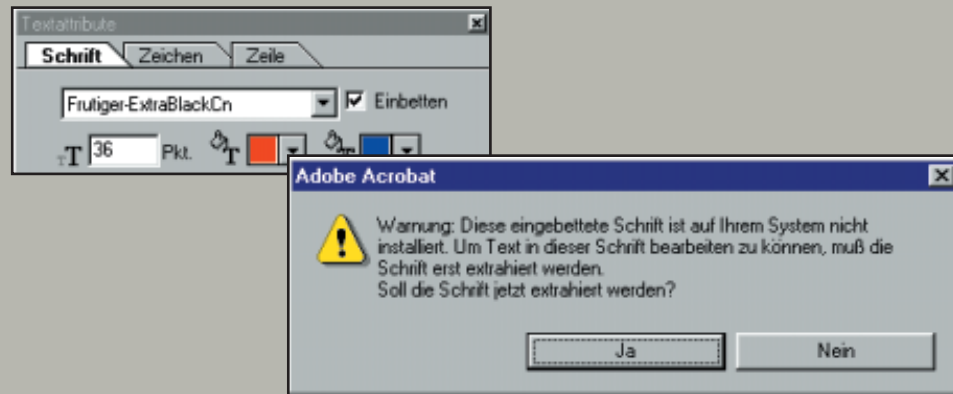 Textattribute
Schrift Zeichen Zeile
Frutiger-ExtraBlackCn Einbetten
TT 36 Pkt. T T
Adobe Acrobat
Warnung: Diese eingebettete Schrift ist auf Ihrem System nicht
installiert. Um Text in dieser Schrift bearbeiten zu können, muß die
Schrift erst extrahiert werden.
Soll die Schrift jetzt extrahiert werden?
Ja Nein